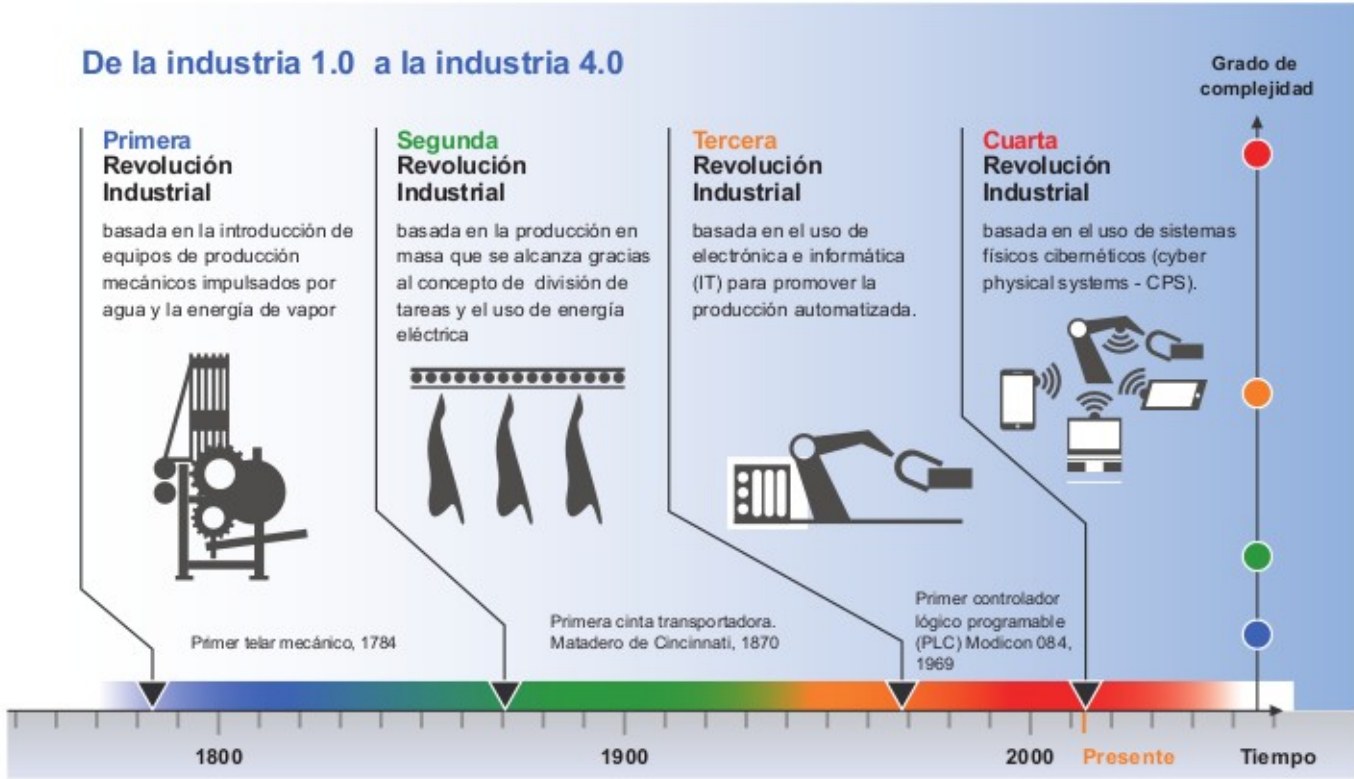 De la industria 1.0 a la industria 4.0
Grado de
complejidad
Primera
Revolución
Industrial
basada en la introducción de
equipos de producción
mecánicos impulsados por
agua y la energía de vapor
Segunda
Revolución
Industrial
basada en la producción en
masa que se alcanza gracias
al concepto de división de
tareas y el uso de energía
eléctrica
Tercera
Revolución
Industrial
basada en el uso de
electrónica e informática
(IT) para promover la
producción automatizada.
Cuarta
Revolución
Industrial
basada en el uso de sistemas
físicos cibernéticos (cyber
physical systems - CPS).
Primer telar mecánico, 1784
Primera cinta transportadora.
Matadero de Cincinnati, 1870
Primer controlador
lógico programable
(PLC) Modicon 084,
1969
1800
1900
2000
Presente
Tiempo